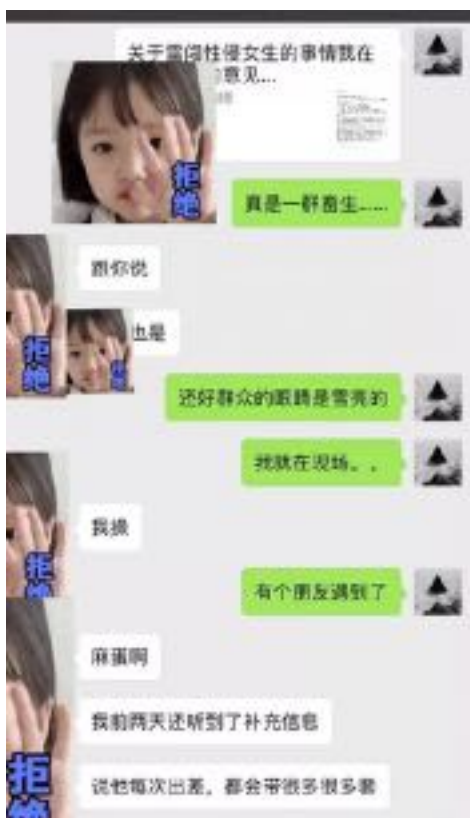 性侵女生的事情我在
意见...
拒绝
真是一群畜生......
跟你说
也是
拒绝
还好群众的眼睛是雪亮的
我就在现场。。
我操
拒绝
有个朋友遇到了
麻蛋啊
我前两天还听到了补充信息
拒绝
说他每次出差，都会带很多很多套